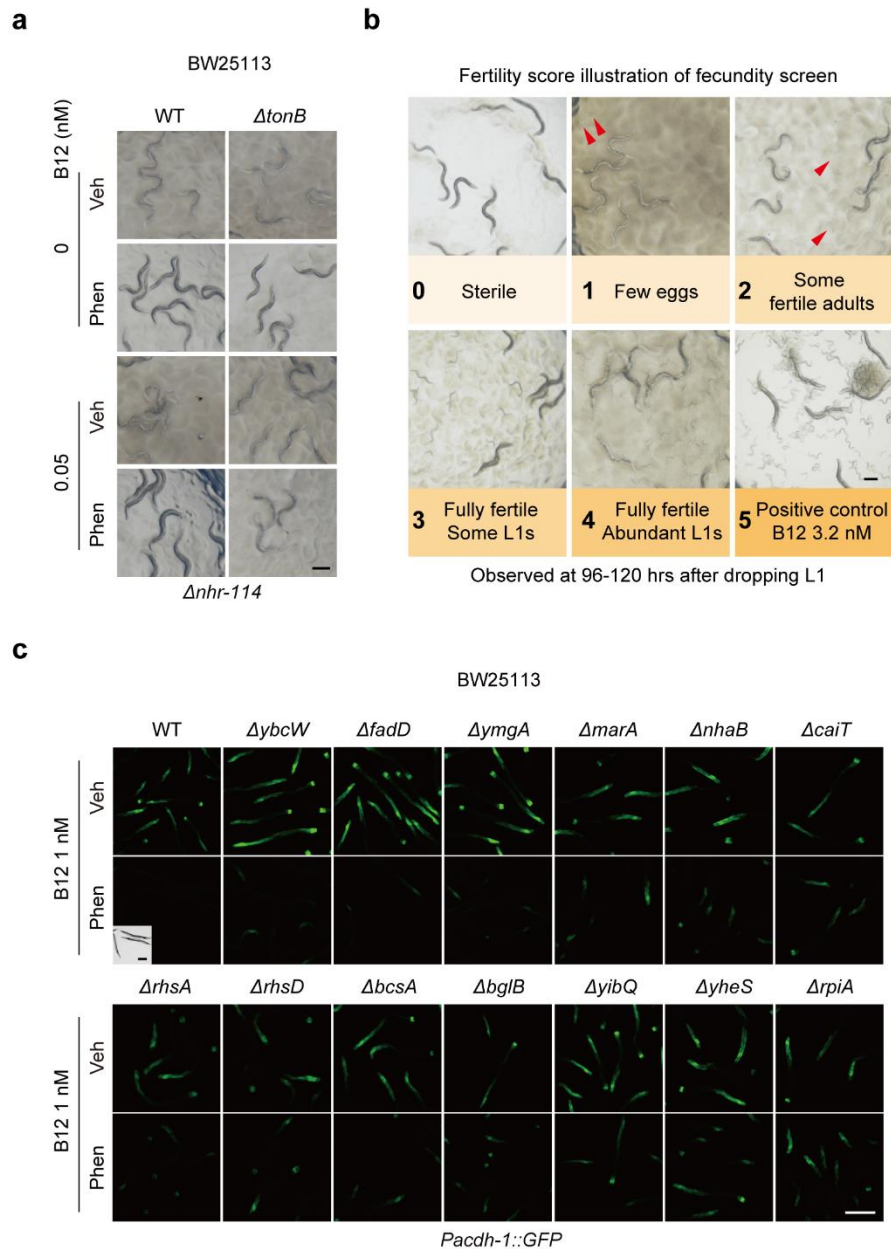 a
BW25113
WT ΔtonB
B12 (nM)
0
Veh
Phen
0.05
Veh
Phen
Δnhr-114
b
Fertility score illustration of fecundity screen
0 Sterile
1 Few eggs
2 Some
fertile adults
3 Fully fertile
Some L1s
4 Fully fertile
Abundant L1s
5 Positive control
B12 3.2 nM
Observed at 96-120 hrs after dropping L1
c
BW25113
WT ΔybcW ΔfadD ΔymgA ΔmarA ΔnhaB ΔcaiT
B12 1 nM
Veh
Phen
ΔrhsA ΔrhsD ΔbcsA ΔbglB ΔyibQ ΔyheS ΔrpiA
B12 1 nM
Veh
Phen
Pacdh-1::GFP